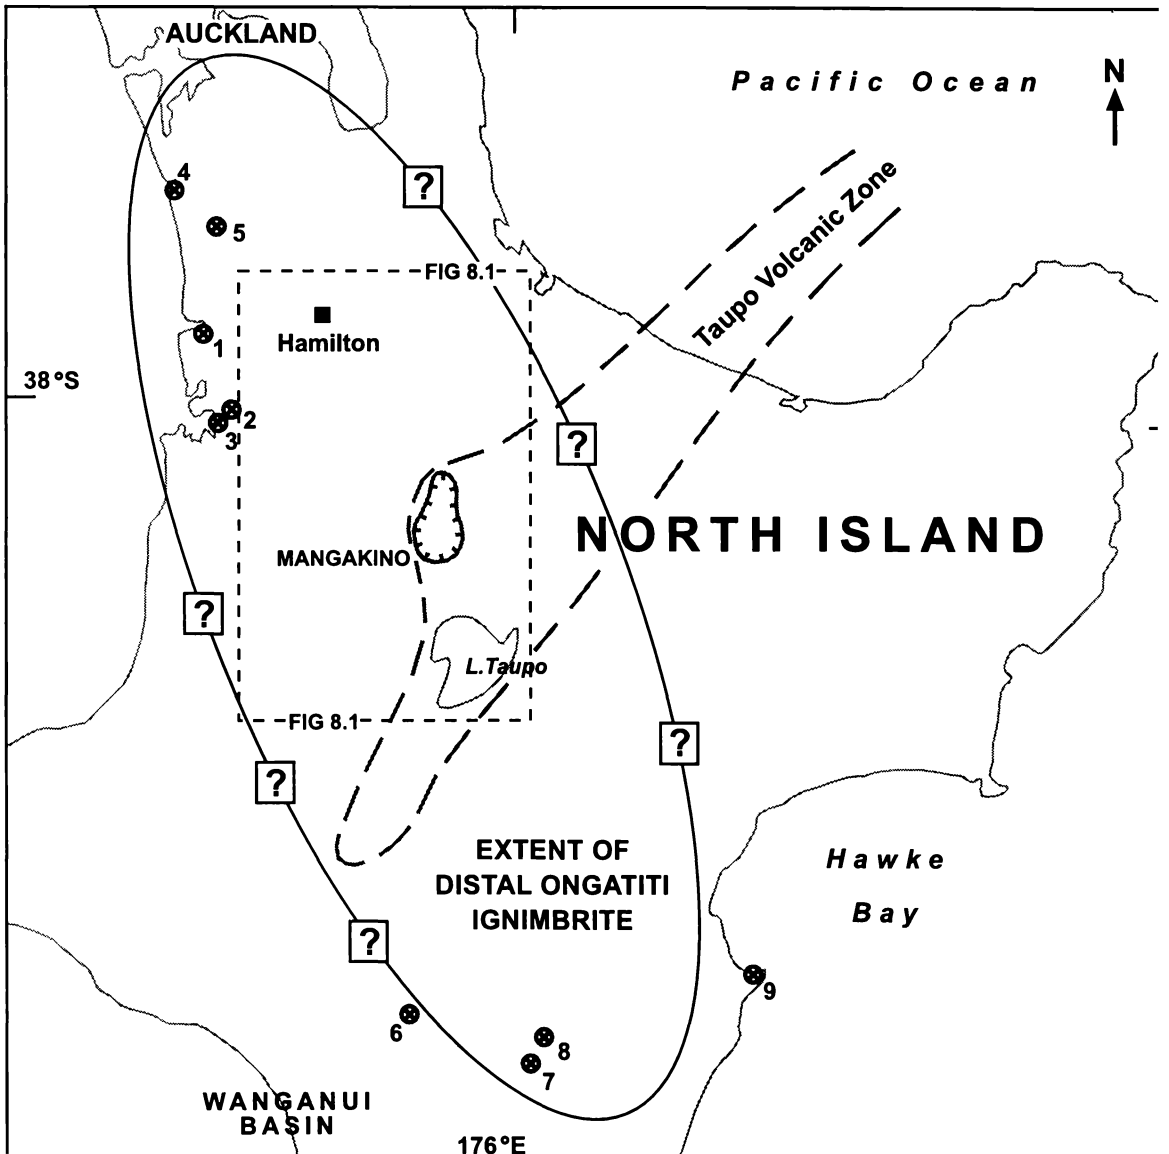 AUCKLAND
Pacific Ocean
N
4
5
Taupo Volcanic Zone
?
FIG 8.1
Hamilton
1
38°S
2
3
?
NORTH ISLAND
MANGAKINO
?
L.Taupo
FIG 8.1
?
?
EXTENT OF
DISTAL ONGATITI
IGNIMBRITE
Hawke
Bay
?
9
6
8
7
WANGANUI
BASIN
176°E